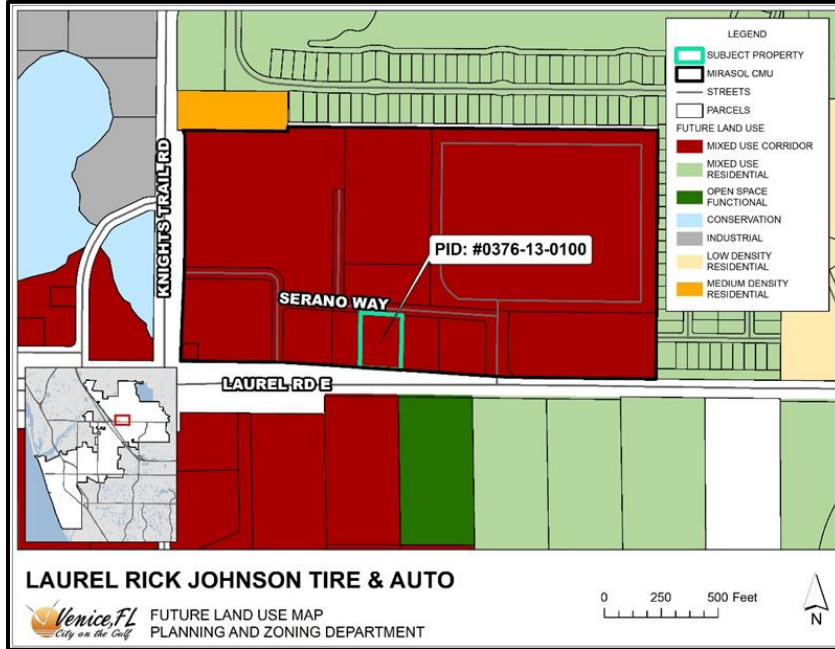 LEGEND
SUBJECT PROPERTY
MIRASOL CMU
STREETS
PARCELS
FUTURE LAND USE
MIXED USE CORRIDOR
MIXED USE
RESIDENTIAL
OPEN SPACE
FUNCTIONAL
CONSERVATION
INDUSTRIAL
LOW DENSITY
RESIDENTIAL
MEDIUM DENSITY
RESIDENTIAL
KNIGHTS TRAIL RD
PID: #0376-13-0100
SERANO WAY
LAUREL RD E
LAUREL RICK JOHNSON TIRE & AUTO
Venice, FL
City on the Gulf
FUTURE LAND USE MAP
PLANNING AND ZONING DEPARTMENT
0 250 500 Feet
N